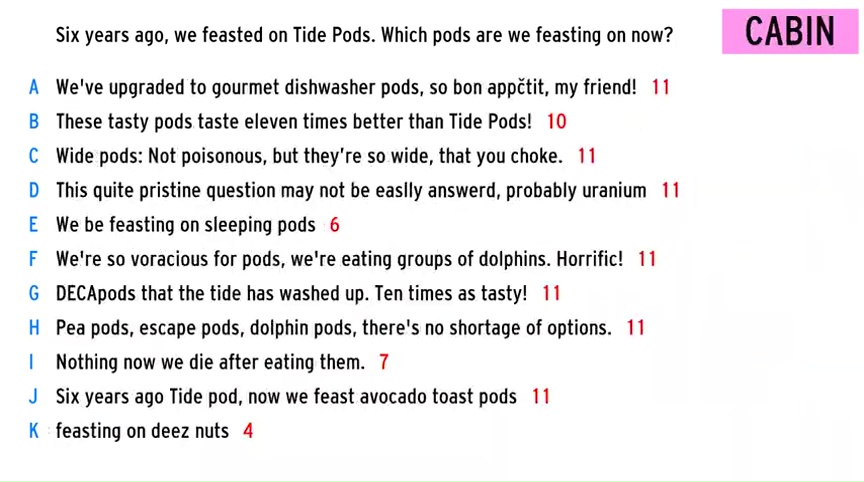 Six years ago, we feasted on Tide Pods. Which pods are we feasting on now?
CABIN
A We've upgraded to gourmet dishwasher pods, so bon appčtit, my friend! 11
B These tasty pods taste eleven times better than Tide Pods! 10
C Wide pods: Not poisonous, but they're so wide, that you choke. 11
D This quite pristine question may not be easlly answerd, probably uranium 11
E We be feasting on sleeping pods 6
F We're so voracious for pods, we're eating groups of dolphins. Horrific! 11
G DECApods that the tide has washed up. Ten times as tasty! 11
H Pea pods, escape pods, dolphin pods, there's no shortage of options. 11
I Nothing now we die after eating them. 7
J Six years ago Tide pod, now we feast avocado toast pods 11
K feasting on deez nuts 4